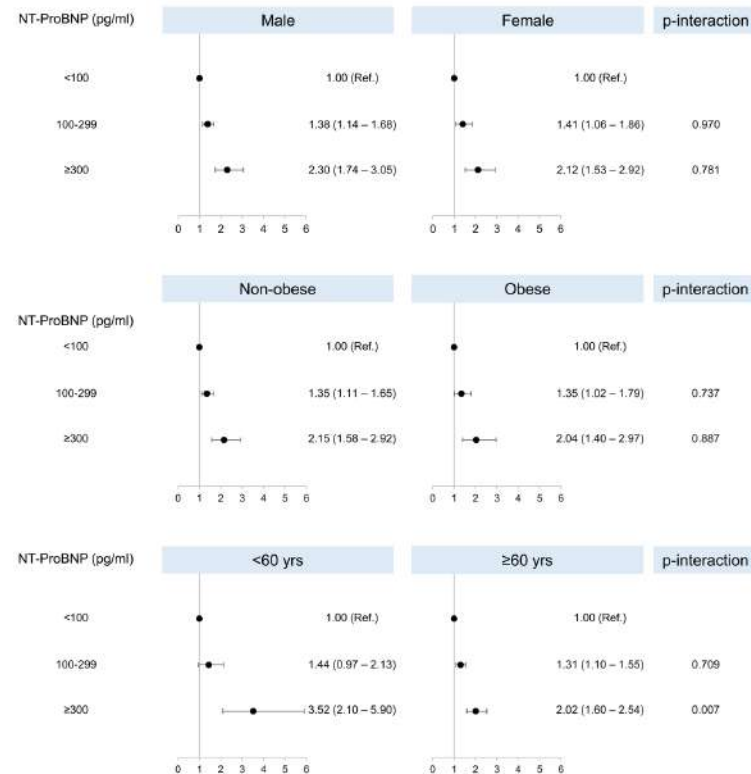 NT-ProBNP (pg/ml) Male Female p-interaction
<100 1.00 (Ref.) 1.00 (Ref.)
100-299 1.38 (1.14 – 1.68) 1.41 (1.06 – 1.86) 0.970
≥300 2.30 (1.74 – 3.05) 2.12 (1.53 – 2.92) 0.781
0 1 2 3 4 5 6 0 1 2 3 4 5 6
Non-obese Obese p-interaction
NT-ProBNP (pg/ml)
<100 1.00 (Ref.) 1.00 (Ref.)
100-299 1.35 (1.11 – 1.65) 1.35 (1.02 – 1.79) 0.737
≥300 2.15 (1.58 – 2.92) 2.04 (1.40 – 2.97) 0.887
0 1 2 3 4 5 6 0 1 2 3 4 5 6
NT-ProBNP (pg/ml) <60 yrs ≥60 yrs p-interaction
<100 1.00 (Ref.) 1.00 (Ref.)
100-299 1.44 (0.97 – 2.13) 1.31 (1.10 – 1.55) 0.709
≥300 3.52 (2.10 – 5.90) 2.02 (1.60 – 2.54) 0.007
0 1 2 3 4 5 6 0 1 2 3 4 5 6